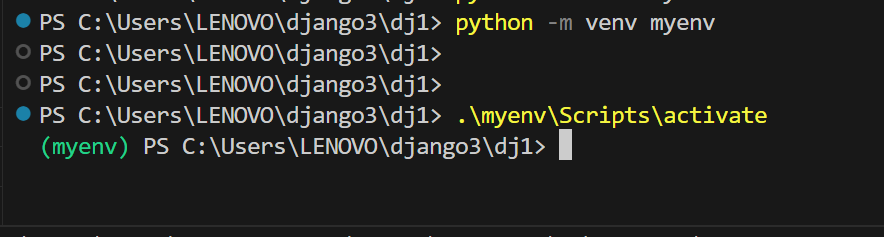 PS C:\Users\LENOVO\django3\dj1> python -m venv myenv
PS C:\Users\LENOVO\django3\dj1>
PS C:\Users\LENOVO\django3\dj1>
PS C:\Users\LENOVO\django3\dj1> .\myenv\Scripts\activate
(myenv) PS C:\Users\LENOVO\django3\dj1>